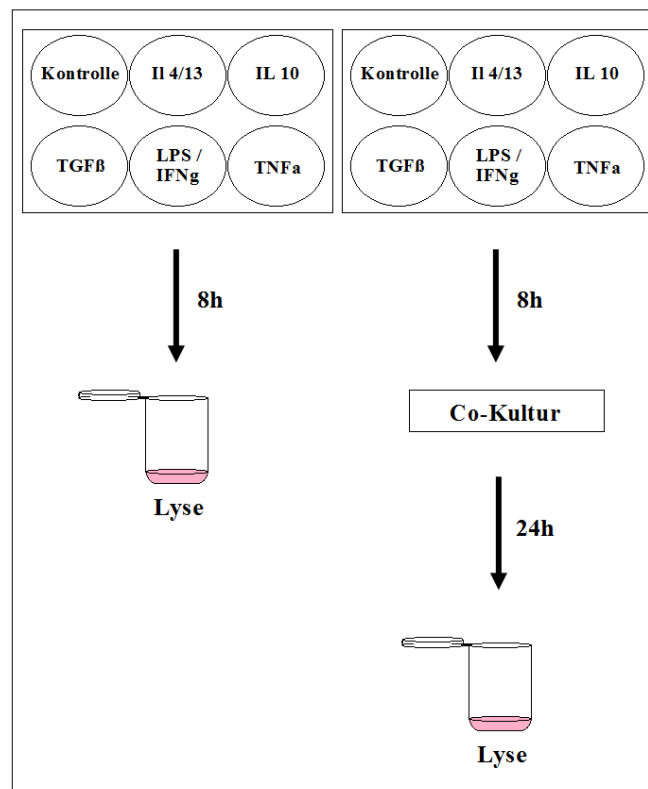 Kontrolle
Il 4/13
IL 10
TGFß
LPS /
IFNg
TNFa
Kontrolle
Il 4/13
IL 10
TGFß
LPS /
IFNg
TNFa
8h
8h
Co-Kultur
Lyse
24h
Lyse